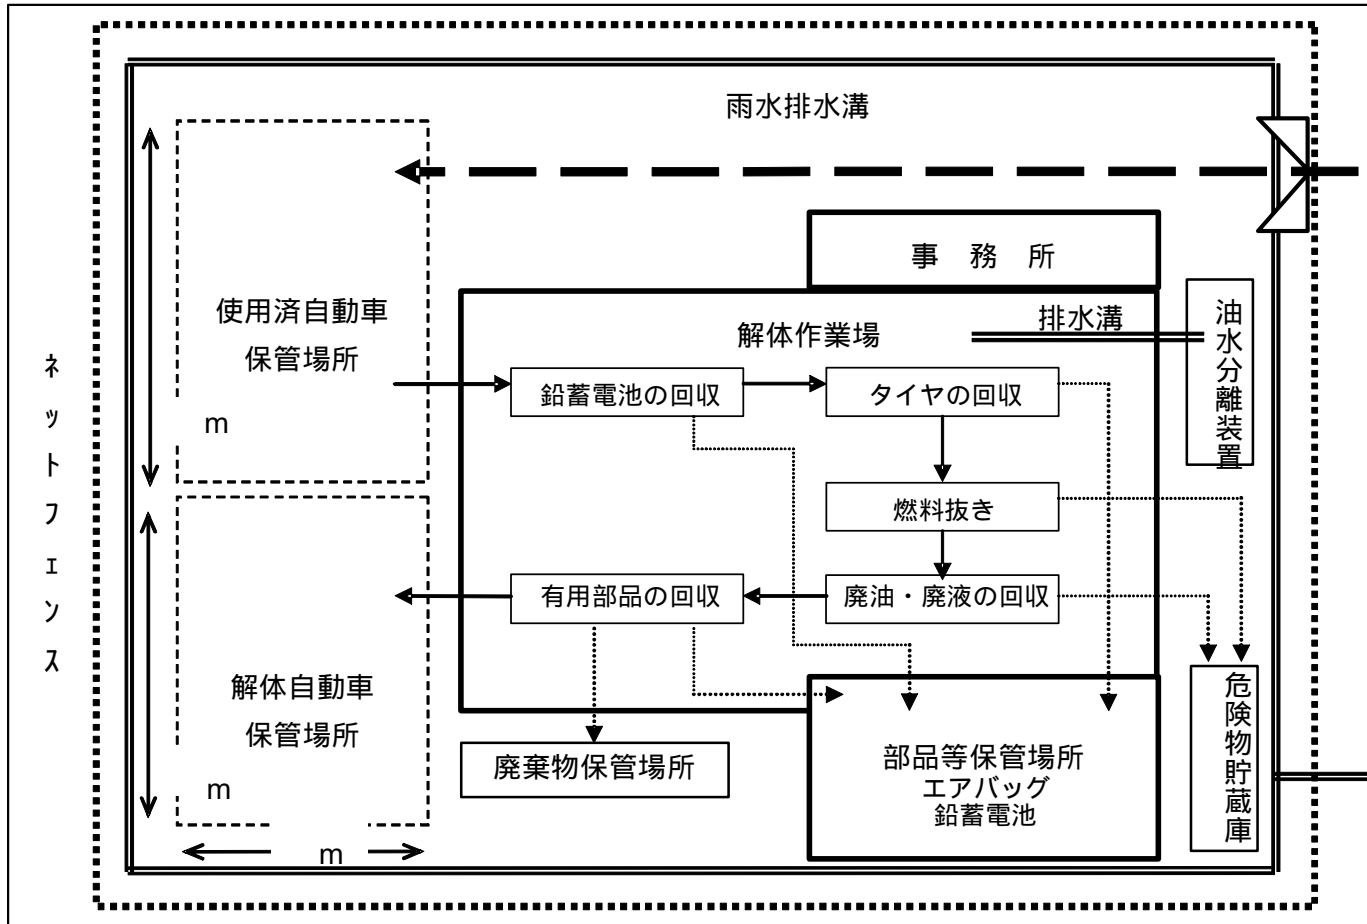 雨水排水溝
事 務 所
使用済自動車
保管場所
m
ネットフェンス
解体作業場
排水溝
油水分離装置
鉛蓄電池の回収
タイヤの回収
燃料抜き
廃油・廃液の回収
有用部品の回収
解体自動車
保管場所
m
m
廃棄物保管場所
部品等保管場所
エアバッグ
鉛蓄電池
危険物貯蔵庫